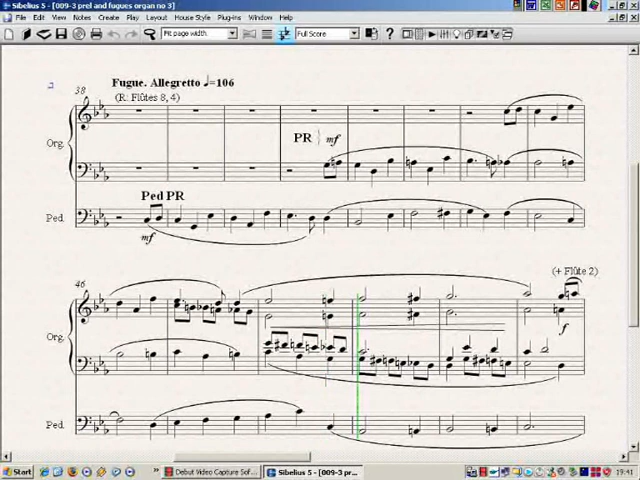 Sibelius 5 - [009-3 prel and fugues organ no 3]
File Edit View Notes Create Play Layout House Style Plug-ins Window Help
Fit page width Full Score
38
Fugue. Allegretto ♩=106
(R: Flûtes 8, 4)
Org.
PR mf
Ped PR
Ped.
mf
46
(+ Flûte 2)
Org.
f
Ped.
Start Debut Video Capture Sof... Sibelius 5 - [009-3 pr... 19:41